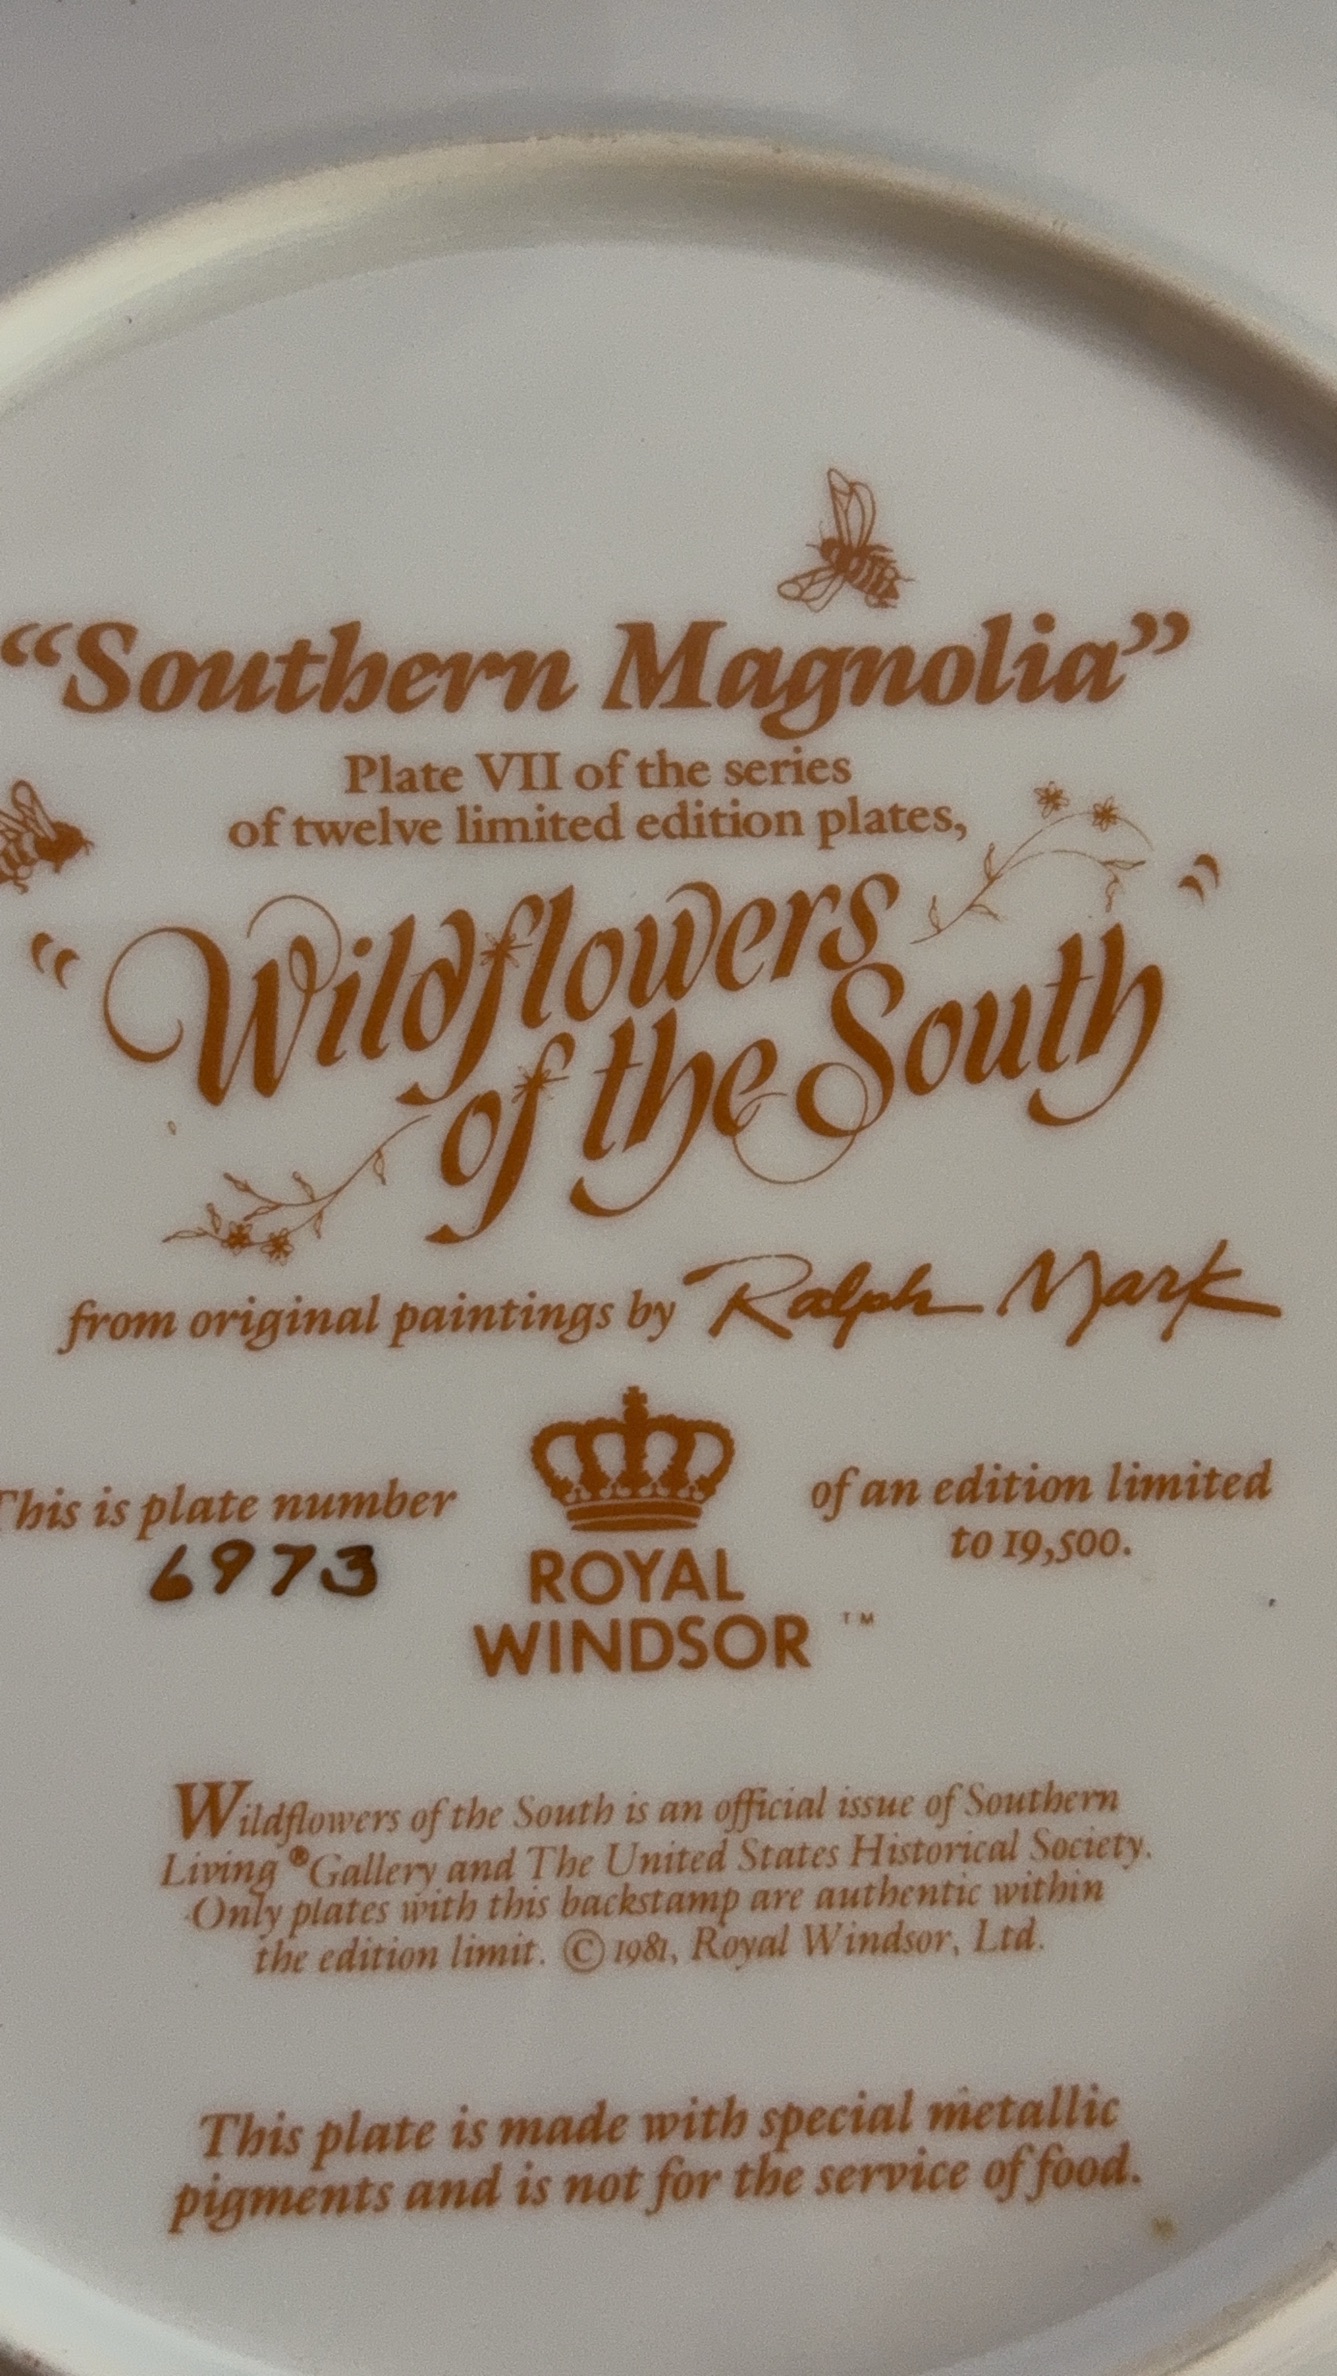 “Southern Magnolia”
Plate VII of the series
of twelve limited edition plates,
“Wildflowers
of the South”
from original paintings by Ralph Mark
This is plate number
6973
ROYAL
WINDSOR ™
of an edition limited
to 19,500.
Wildflowers of the South is an official issue of Southern
Living® Gallery and The United States Historical Society.
Only plates with this backstamp are authentic within
the edition limit. © 1981, Royal Windsor, Ltd.
This plate is made with special metallic
pigments and is not for the service of food.